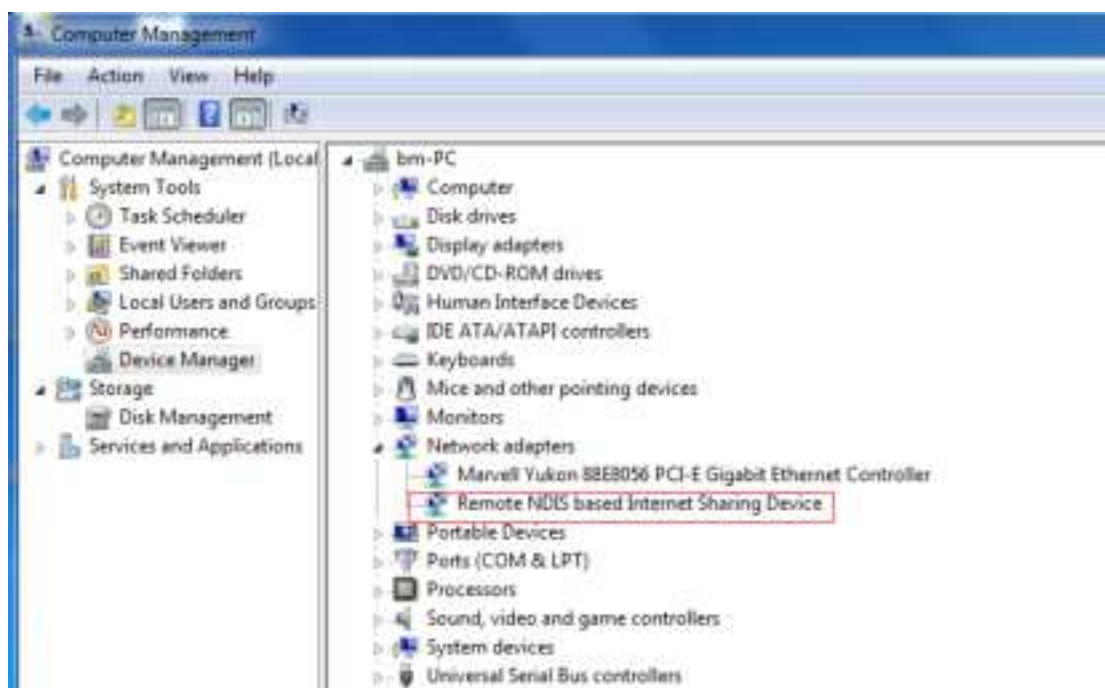 Computer Management
File Action View Help
Computer Management (Local
System Tools
Task Scheduler
Event Viewer
Shared Folders
Local Users and Groups
Performance
Device Manager
Storage
Disk Management
Services and Applications
bm-PC
Computer
Disk drives
Display adapters
DVD/CD-ROM drives
Human Interface Devices
IDE ATA/ATAPI controllers
Keyboards
Mice and other pointing devices
Monitors
Network adapters
Marvell Yukon 88E8056 PCI-E Gigabit Ethernet Controller
Remote NDIS based Internet Sharing Device
Portable Devices
Ports (COM & LPT)
Processors
Sound, video and game controllers
System devices
Universal Serial Bus controllers